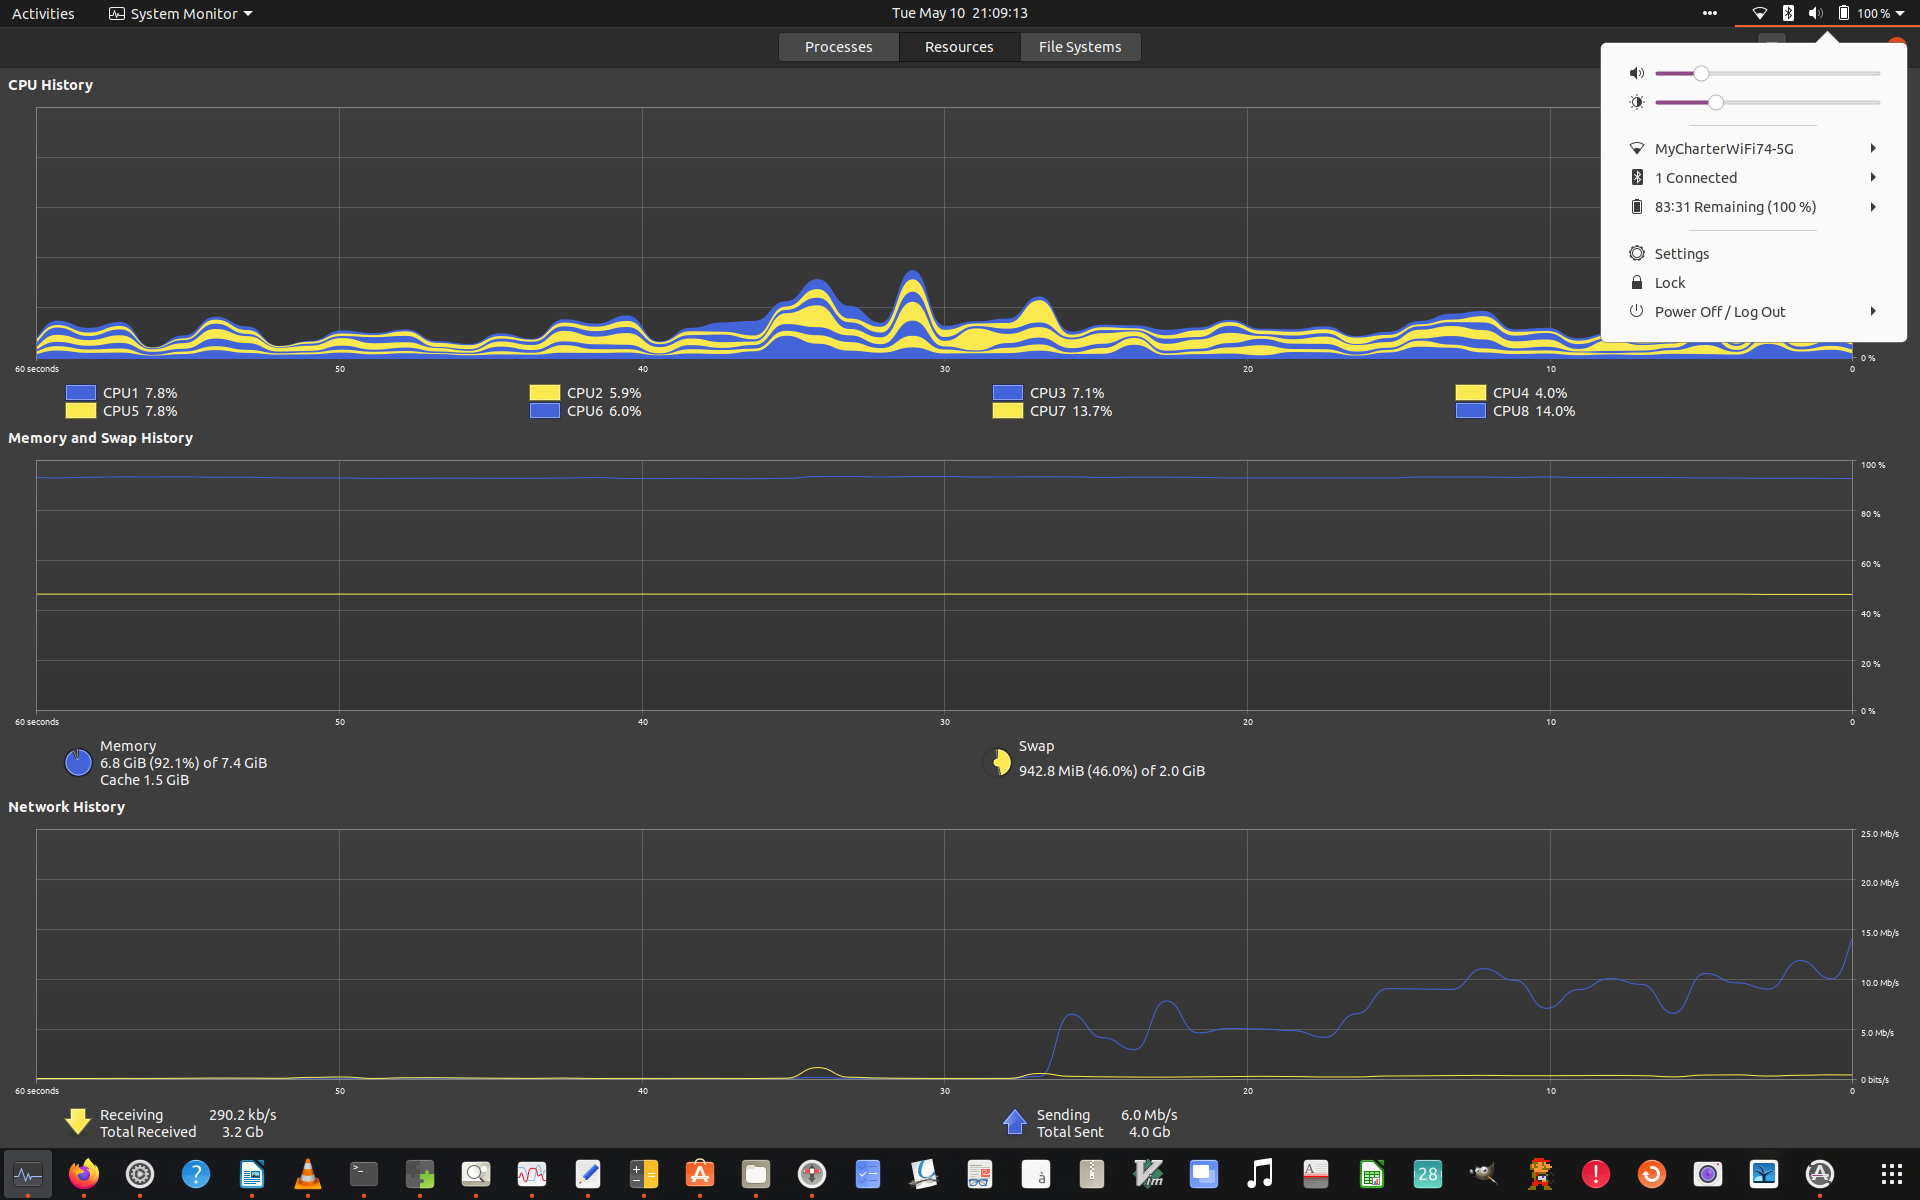 Activities
System Monitor
Tue May 10 21:09:13
100 %
Processes
Resources
File Systems
MyCharterWiFi74-5G
1 Connected
83:31 Remaining (100 %)
Settings
Lock
Power Off / Log Out
CPU History
0 %
60 seconds
50
40
30
20
10
0
CPU1 7.8%
CPU2 5.9%
CPU3 7.1%
CPU4 4.0%
CPU5 7.8%
CPU6 6.0%
CPU7 13.7%
CPU8 14.0%
Memory and Swap History
100 %
80 %
60 %
40 %
20 %
0 %
60 seconds
50
40
30
20
10
0
Memory
6.8 GiB (92.1%) of 7.4 GiB
Cache 1.5 GiB
Swap
942.8 MiB (46.0%) of 2.0 GiB
Network History
25.0 Mb/s
20.0 Mb/s
15.0 Mb/s
10.0 Mb/s
5.0 Mb/s
0 bits/s
60 seconds
50
40
30
20
10
0
Receiving 290.2 kb/s
Total Received 3.2 Gb
Sending 6.0 Mb/s
Total Sent 4.0 Gb
?
>_
à
Vim
A
28
!